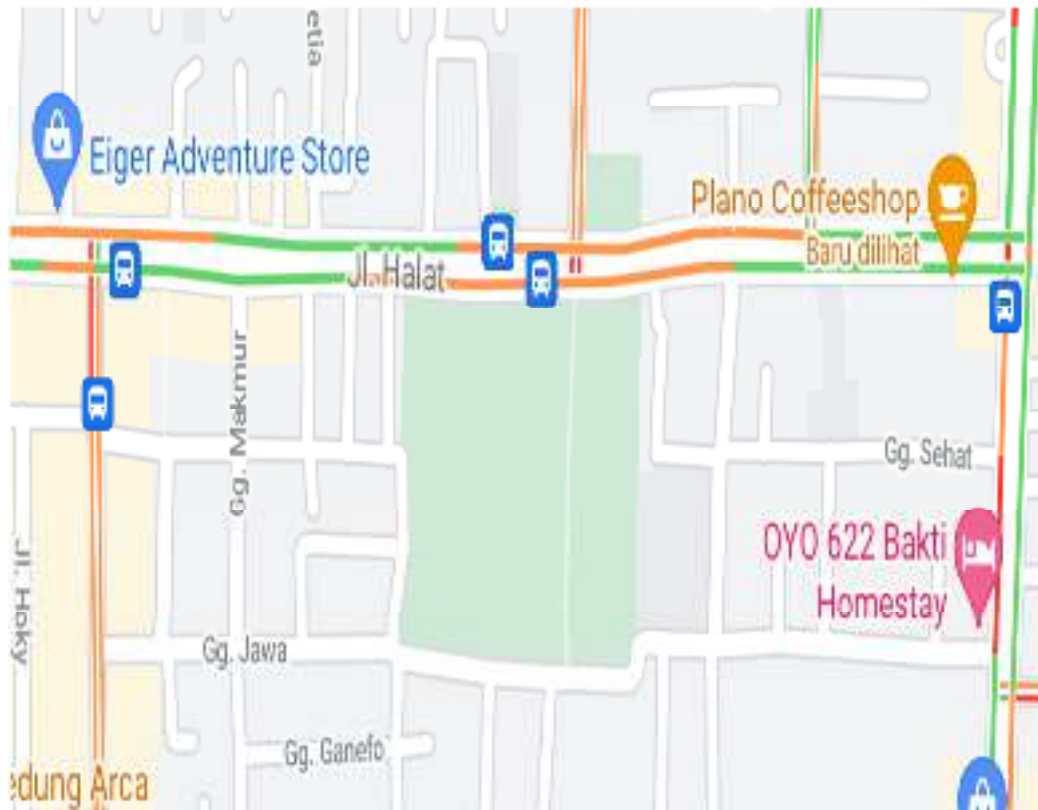 etia
Eiger Adventure Store
Plano Coffeeshop
Baru dilihat
Jl. Halat
Gg. Makmur
Gg. Sehat
OYO 622 Bakti
Homestay
Jl. Hoky
Gg. Jawa
Gg. Ganefo
edung Arca